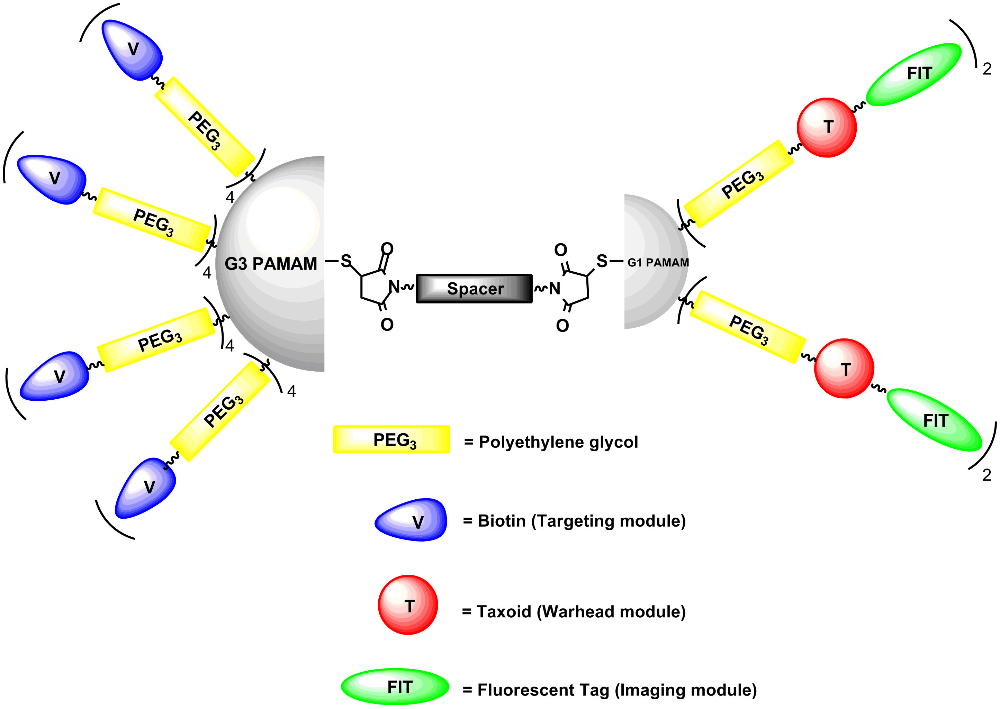 V
PEG3
4
V
PEG3
4
V
PEG3
4
V
PEG3
4
G3 PAMAM
S
O
N
O
Spacer
O
N
O
S
G1 PAMAM
PEG3
T
FIT
2
PEG3
T
FIT
2
PEG3 = Polyethylene glycol
V = Biotin (Targeting module)
T = Taxoid (Warhead module)
FIT = Fluorescent Tag (Imaging module)